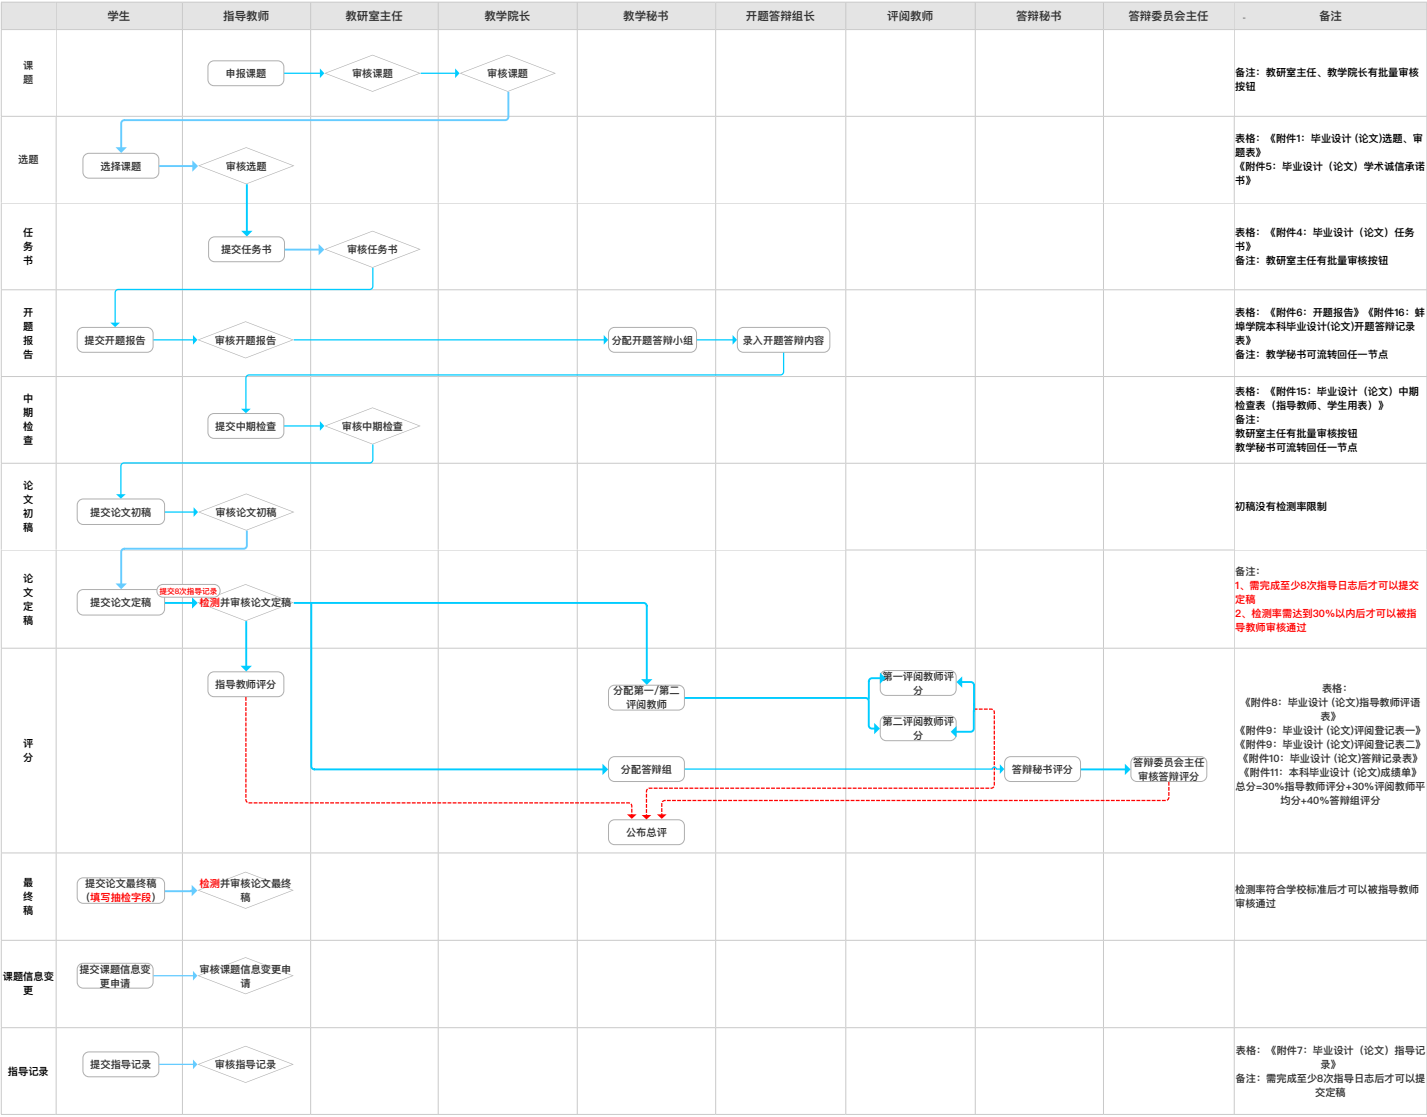 学生
指导教师
教研室主任
教学院长
教学秘书
开题答辩组长
评阅教师
答辩秘书
答辩委员会主任
备注
课
题
申报课题
审核课题
审核课题
备注：教研室主任、教学院长有批量审核
按钮
选题
选择课题
审核选题
表格：《附件1：毕业设计 (论文)选题、审
题表》
《附件5：毕业设计（论文）学术诚信承诺
书》
任
务
书
提交任务书
审核任务书
表格：《附件4：毕业设计（论文）任务
书》
备注：教研室主任有批量审核按钮
开
题
报
告
提交开题报告
审核开题报告
分配开题答辩小组
录入开题答辩内容
表格：《附件6：开题报告》《附件16：蚌
埠学院本科毕业设计(论文)开题答辩记录
表》
备注：教学秘书可流转回任一节点
中
期
检
查
提交中期检查
审核中期检查
表格：《附件15：毕业设计（论文）中期
检查表（指导教师、学生用表）》
备注：
教研室主任有批量审核按钮
教学秘书可流转回任一节点
论
文
初
稿
提交论文初稿
审核论文初稿
初稿没有检测率限制
论
文
定
稿
提交论文定稿
提交8次指导记录
检测并审核论文定稿
备注：
1、需完成至少8次指导日志后才可以提交
定稿
2、检测率需达到30%以内后才可以被指
导教师审核通过
评
分
指导教师评分
分配第一/第二
评阅教师
第一评阅教师评
分
第二评阅教师评
分
分配答辩组
答辩秘书评分
答辩委员会主任
审核答辩评分
公布总评
表格：
《附件8：毕业设计 (论文)指导教师评语
表》
《附件9：毕业设计 (论文)评阅登记表一》
《附件9：毕业设计 (论文)评阅登记表二》
《附件10：毕业设计 (论文)答辩记录表》
《附件11：本科毕业设计 (论文)成绩单》
总分=30%指导教师评分+30%评阅教师平
均分+40%答辩组评分
最
终
稿
提交论文最终稿
（填写抽检字段）
检测并审核论文最终
稿
检测率符合学校标准后才可以被指导教师
审核通过
课题信息变
更
提交课题信息变
更申请
审核课题信息变更申
请
指导记录
提交指导记录
审核指导记录
表格：《附件7：毕业设计（论文）指导记
录》
备注：需完成至少8次指导日志后才可以提
交定稿